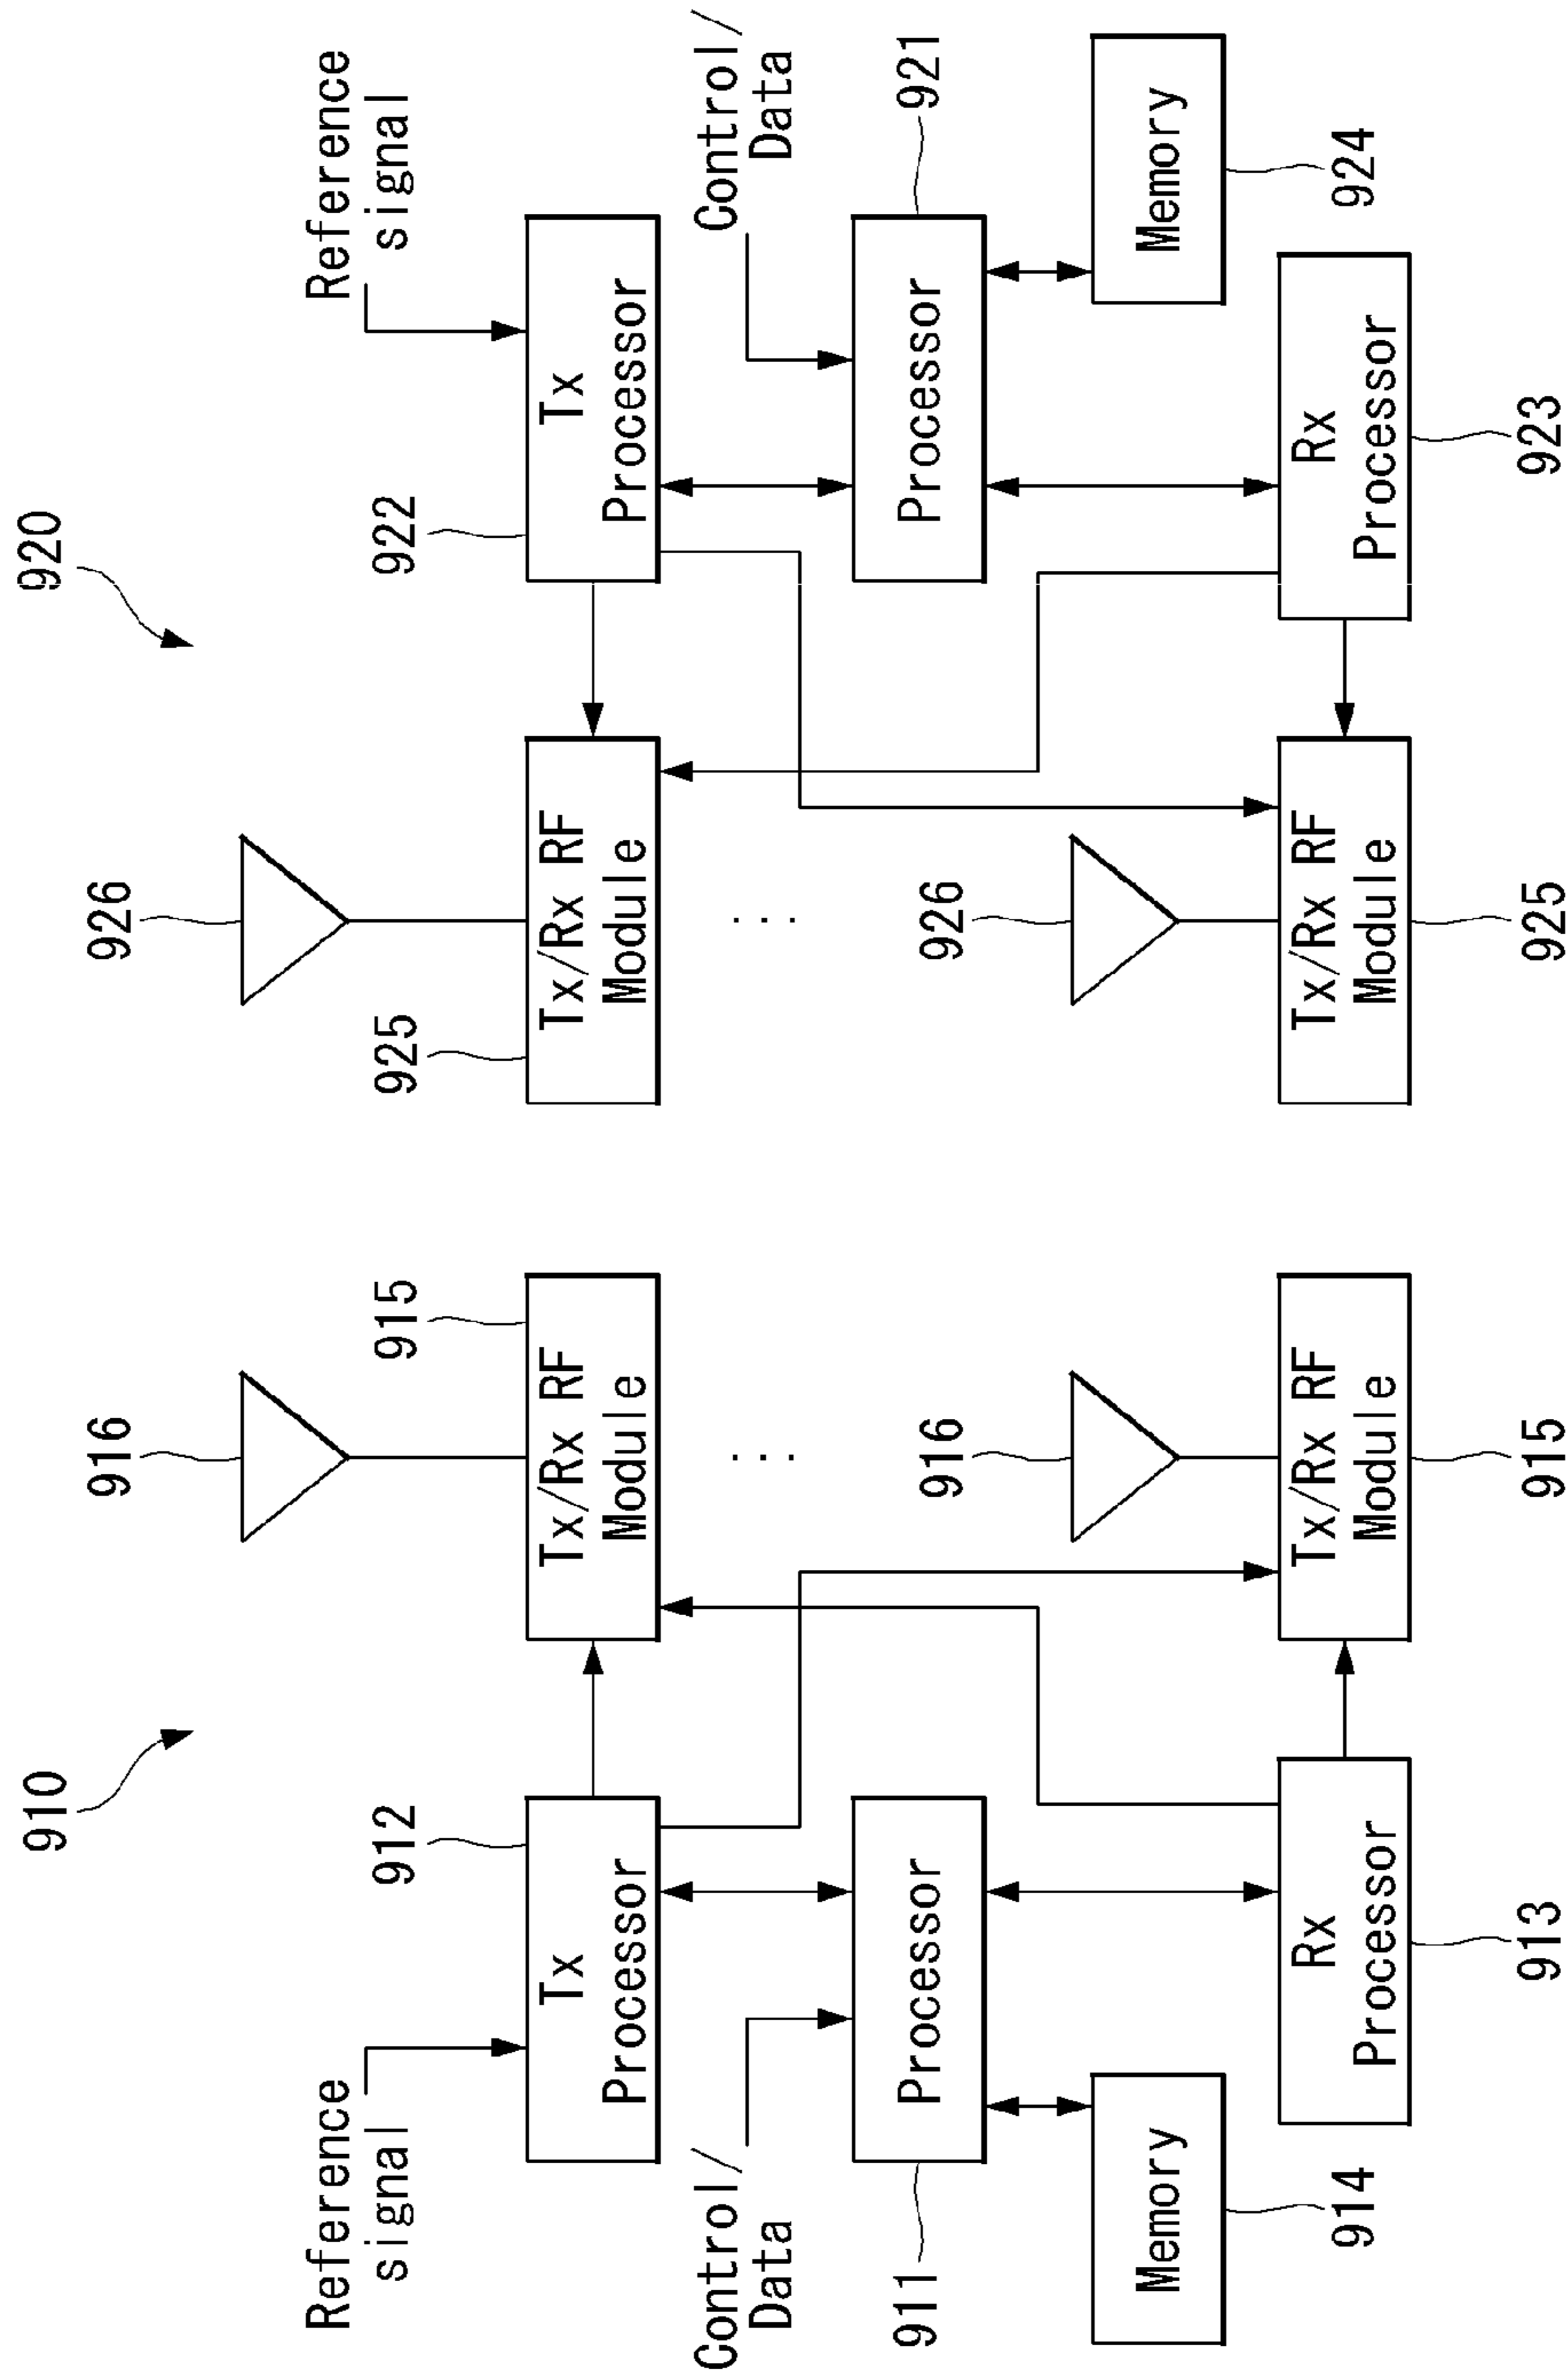 910
920
916
926
Reference
signal
912
915
925
922
Reference
signal
Tx
Processor
Tx/Rx RF
Module
Tx/Rx RF
Module
Tx
Processor
Control/
Data
...
...
Control/
Data
911
Processor
916
926
Processor
921
Memory
914
Rx
Processor
913
Tx/Rx RF
Module
915
Tx/Rx RF
Module
925
Rx
Processor
923
Memory
924